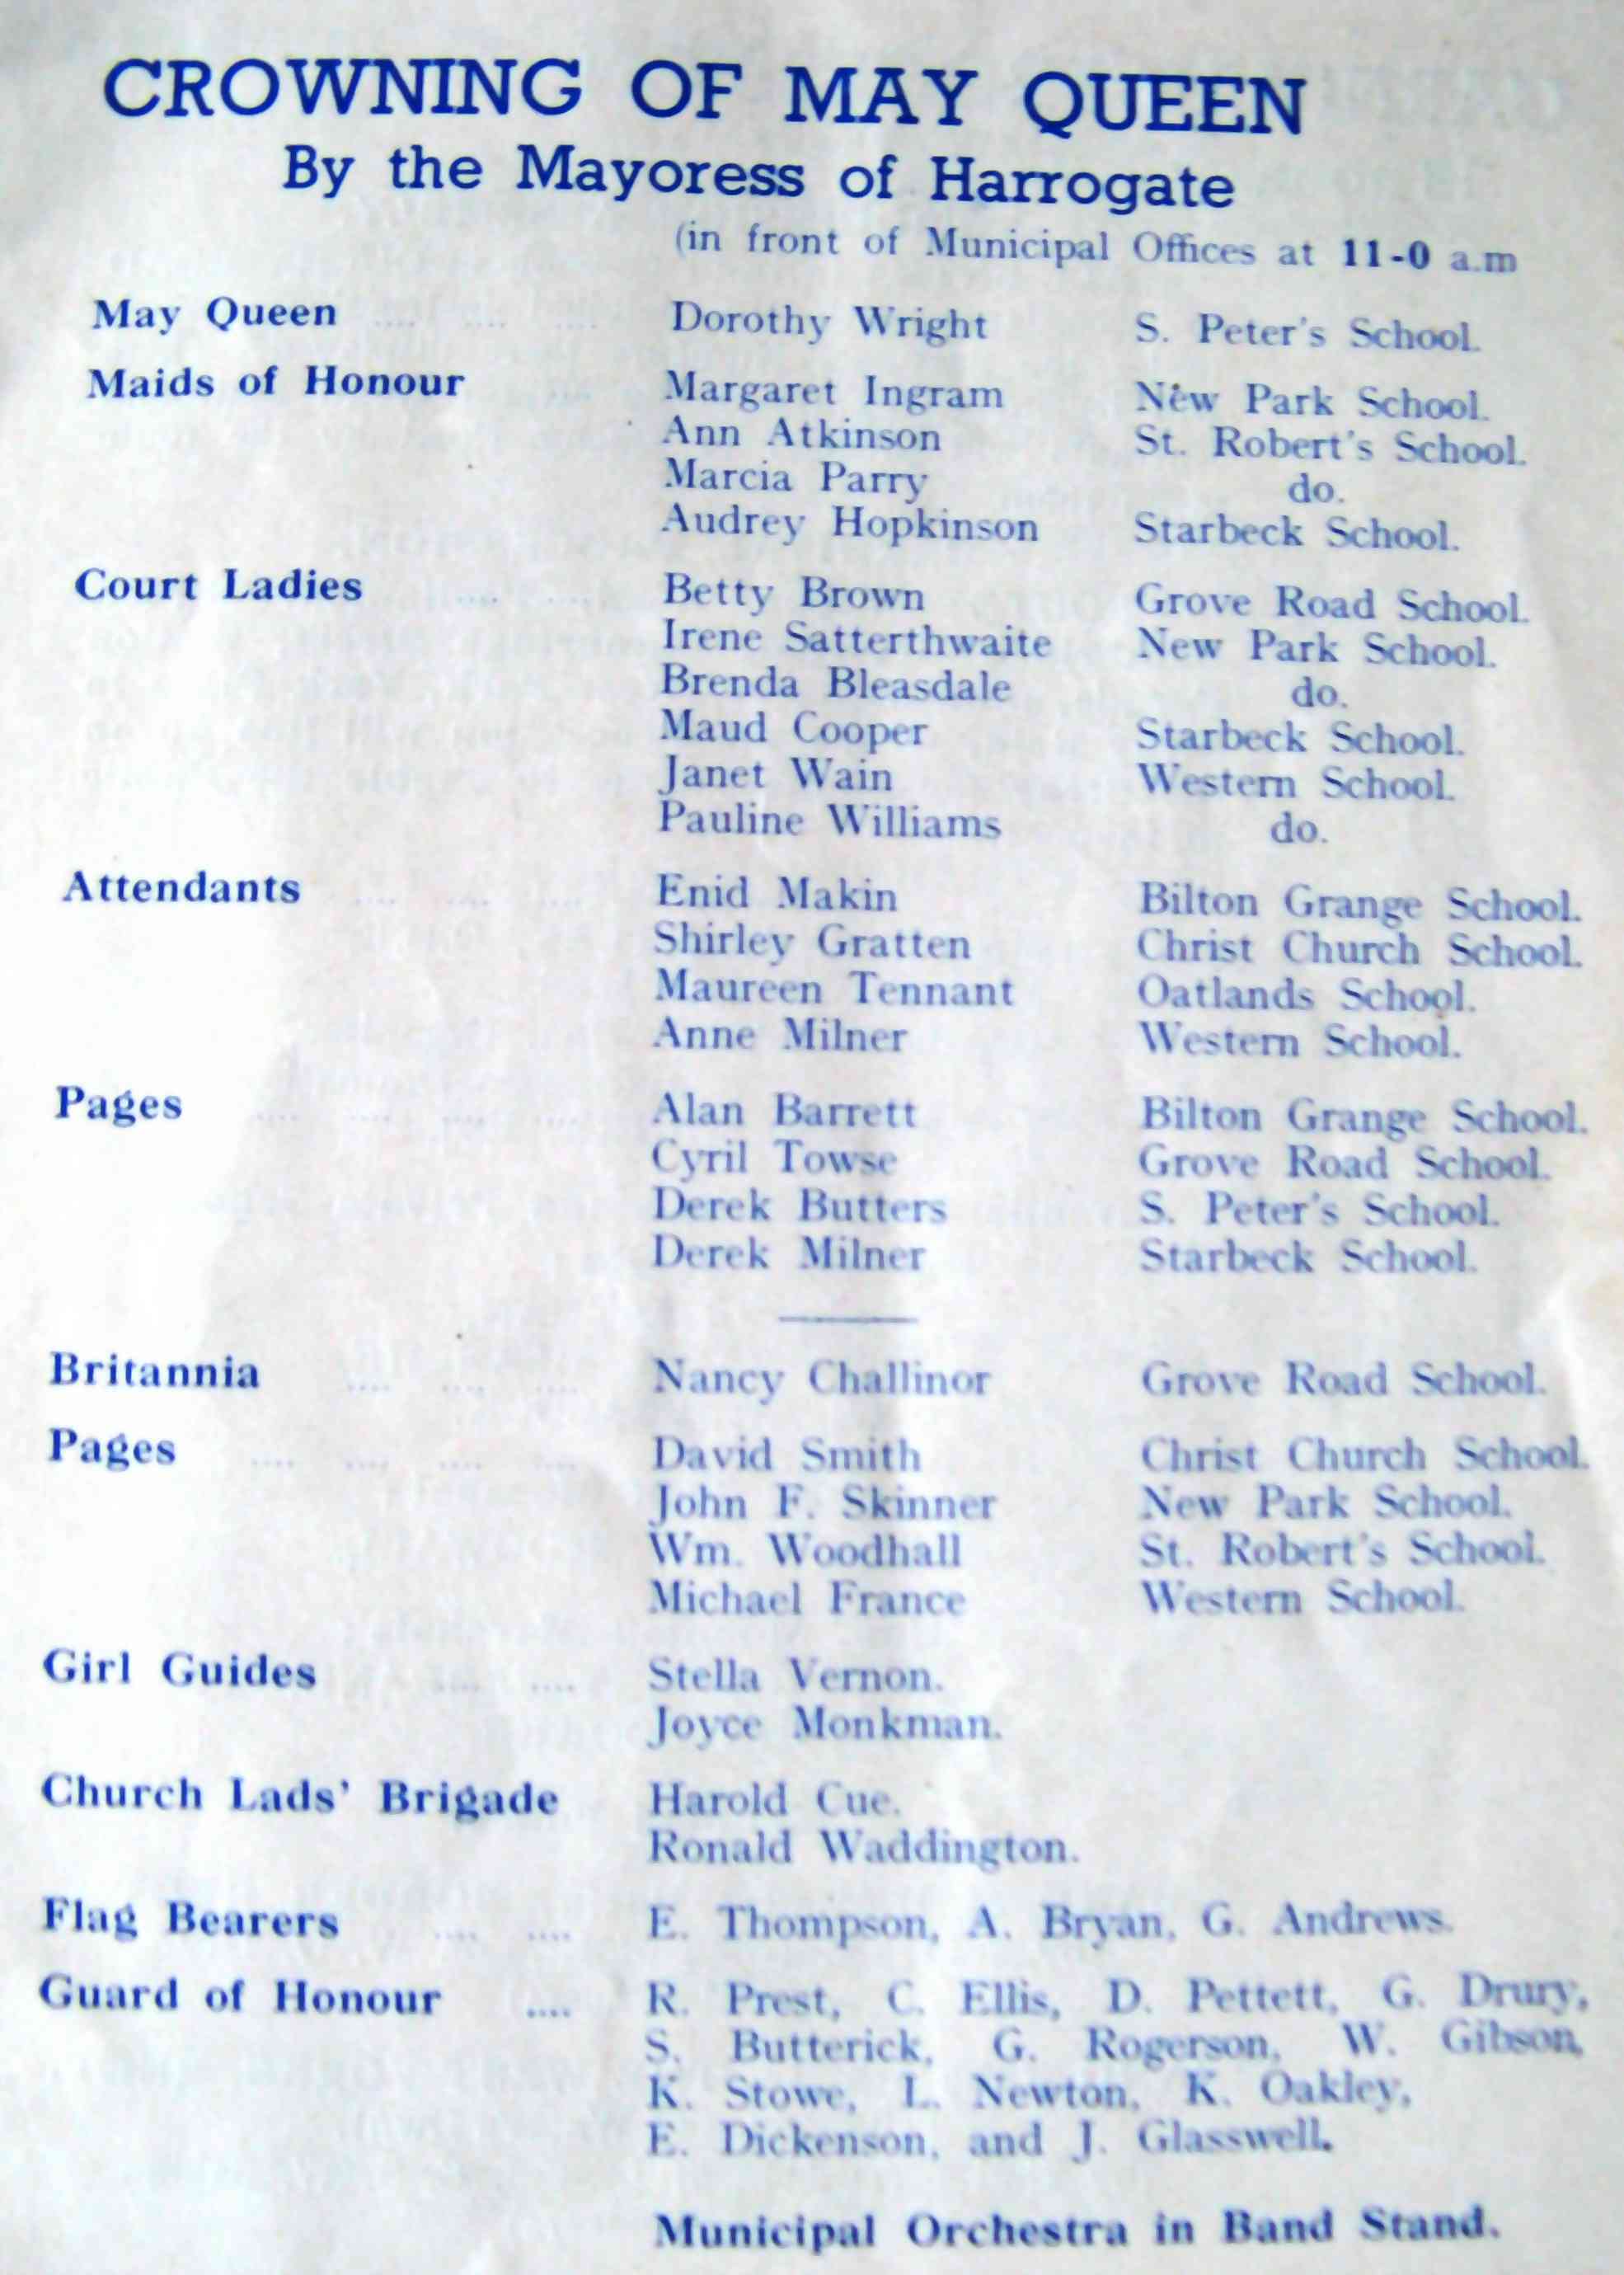 CROWNING OF MAY QUEEN
By the Mayoress of Harrogate
(in front of Municipal Offices at 11-0 a.m
May Queen .... .... .... Dorothy Wright S. Peter's School.
Maids of Honour .... Margaret Ingram New Park School.
Ann Atkinson St. Robert's School.
Marcia Parry do.
Audrey Hopkinson Starbeck School.
Court Ladies .... .... Betty Brown Grove Road School.
Irene Satterthwaite New Park School.
Brenda Bleasdale do.
Maud Cooper Starbeck School.
Janet Wain Western School.
Pauline Williams do.
Attendants .... .... .... Enid Makin Bilton Grange School.
Shirley Gratten Christ Church School.
Maureen Tennant Oatlands School.
Anne Milner Western School.
Pages .... .... .... .... Alan Barrett Bilton Grange School.
Cyril Towse Grove Road School.
Derek Butters S. Peter's School.
Derek Milner Starbeck School.
Britannia .... .... .... Nancy Challinor Grove Road School.
Pages .... .... .... .... David Smith Christ Church School.
John F. Skinner New Park School.
Wm. Woodhall St. Robert's School.
Michael France Western School.
Girl Guides .... .... Stella Vernon.
Joyce Monkman.
Church Lads' Brigade Harold Cue.
Ronald Waddington.
Flag Bearers .... .... E. Thompson, A. Bryan, G. Andrews.
Guard of Honour .... R. Prest, C. Ellis, D. Pettett, G. Drury,
S. Butterick, G. Rogerson, W. Gibson,
K. Stowe, L. Newton, K. Oakley,
E. Dickenson, and J. Glasswell.
Municipal Orchestra in Band Stand.